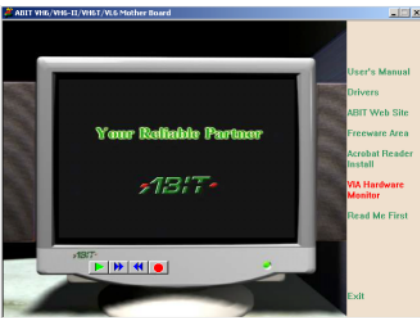 ABIT VH6/VH6-II/VH6T/VL6 Mother Board
Your Reliable Partner
ABIT
ABIT
User's Manual
Drivers
ABIT Web Site
Freeware Area
Acrobat Reader
Install
VIA Hardware
Monitor
Read Me First
Exit